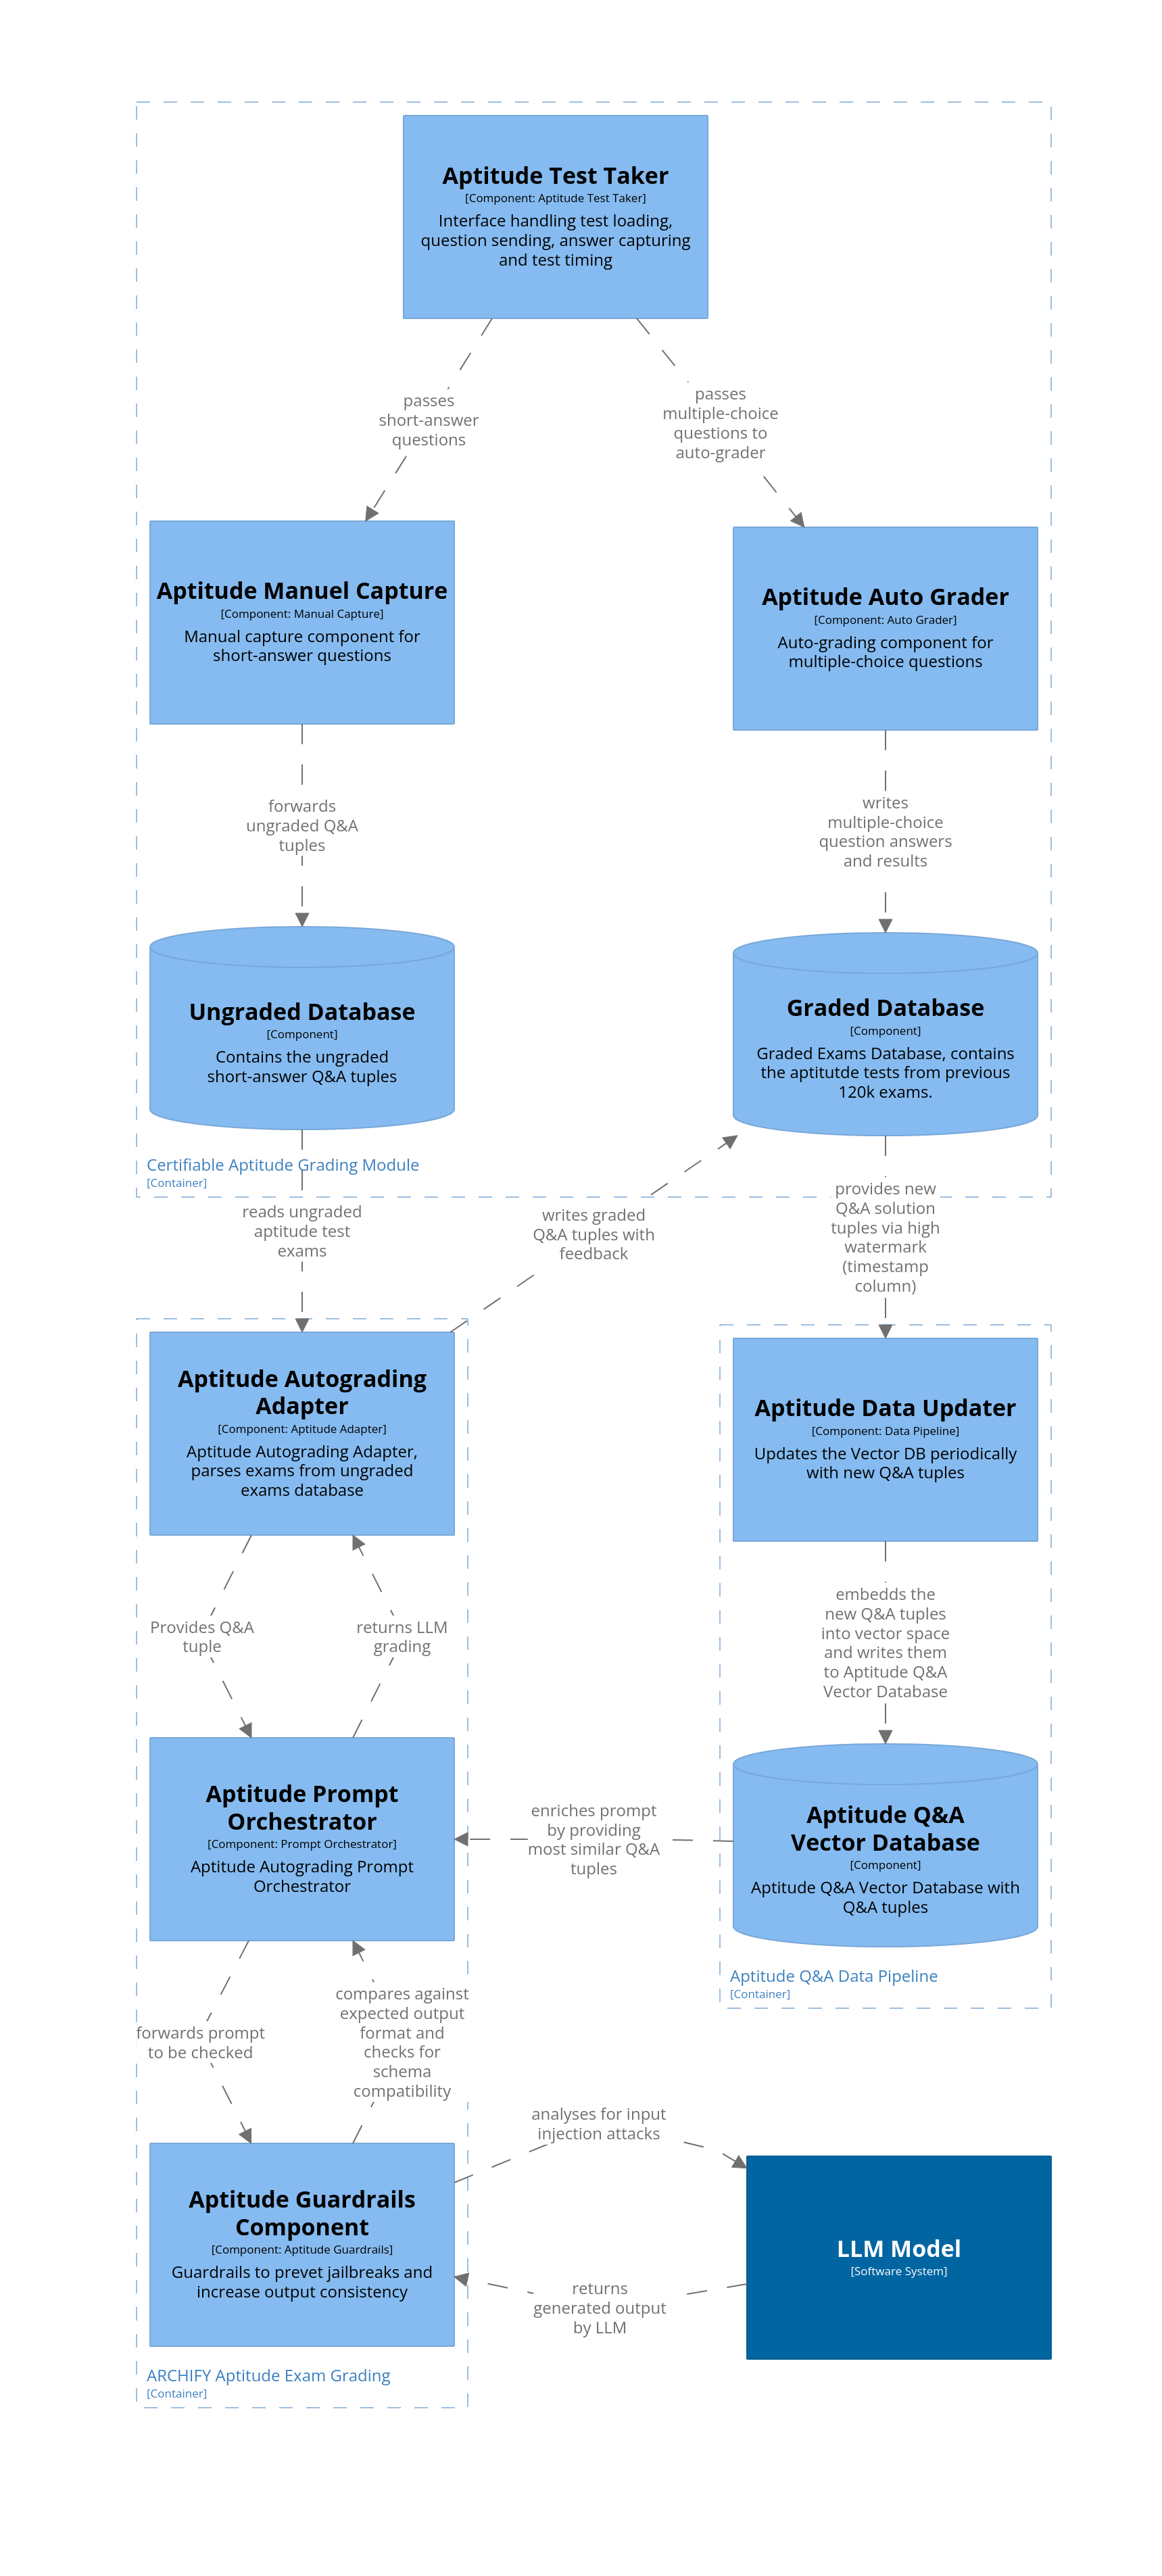 Aptitude Test Taker
[Component: Aptitude Test Taker]
Interface handling test loading,
question sending, answer capturing
and test timing
passes
short-answer
questions
passes
multiple-choice
questions to
auto-grader
Aptitude Manuel Capture
[Component: Manual Capture]
Manual capture component for
short-answer questions
Aptitude Auto Grader
[Component: Auto Grader]
Auto-grading component for
multiple-choice questions
forwards
ungraded Q&A
tuples
writes
multiple-choice
question answers
and results
Ungraded Database
[Component]
Contains the ungraded
short-answer Q&A tuples
Graded Database
[Component]
Graded Exams Database, contains
the aptitutde tests from previous
120k exams.
Certifiable Aptitude Grading Module
[Container]
reads ungraded
aptitude test
exams
writes graded
Q&A tuples with
feedback
provides new
Q&A solution
tuples via high
watermark
(timestamp
column)
Aptitude Autograding
Adapter
[Component: Aptitude Adapter]
Aptitude Autograding Adapter,
parses exams from ungraded
exams database
Aptitude Data Updater
[Component: Data Pipeline]
Updates the Vector DB periodically
with new Q&A tuples
Provides Q&A
tuple
returns LLM
grading
embedds the
new Q&A tuples
into vector space
and writes them
to Aptitude Q&A
Vector Database
Aptitude Prompt
Orchestrator
[Component: Prompt Orchestrator]
Aptitude Autograding Prompt
Orchestrator
enriches prompt
by providing
most similar Q&A
tuples
Aptitude Q&A
Vector Database
[Component]
Aptitude Q&A Vector Database with
Q&A tuples
Aptitude Q&A Data Pipeline
[Container]
forwards prompt
to be checked
compares against
expected output
format and
checks for
schema
compatibility
analyses for input
injection attacks
Aptitude Guardrails
Component
[Component: Aptitude Guardrails]
Guardrails to prevet jailbreaks and
increase output consistency
LLM Model
[Software System]
returns
generated output
by LLM
ARCHIFY Aptitude Exam Grading
[Container]